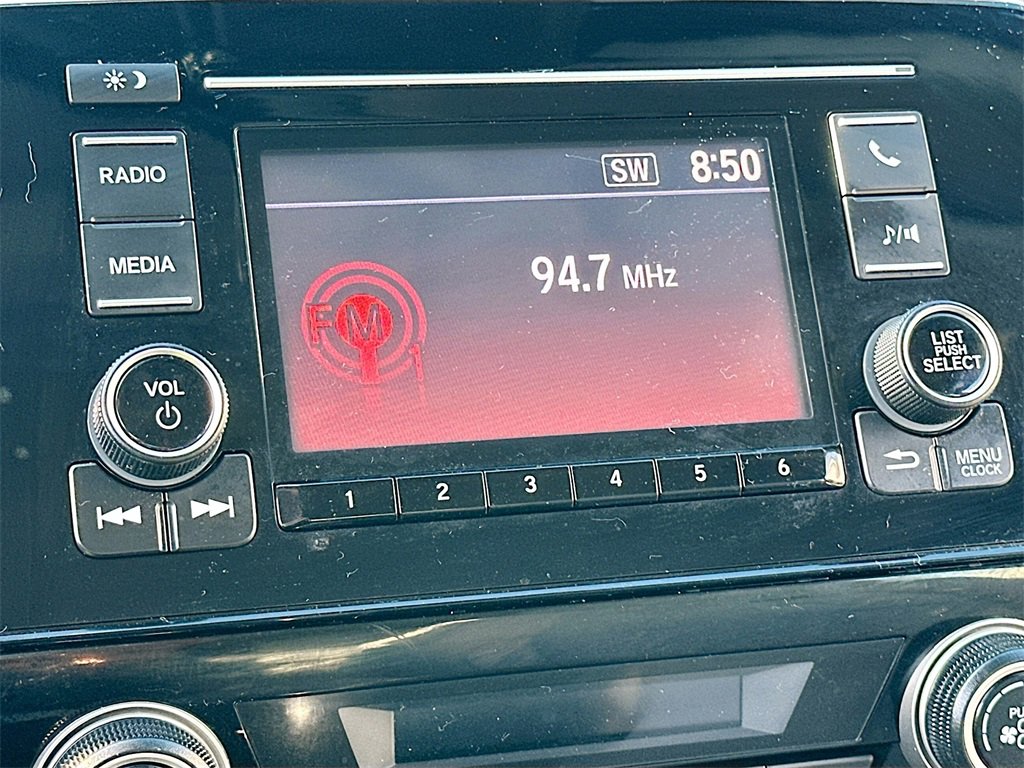 SW 8:50
RADIO
94.7 MHz
MEDIA
FM
1
LIST
PUSH
SELECT
VOL
MENU
CLOCK
1 2 3 4 5 6